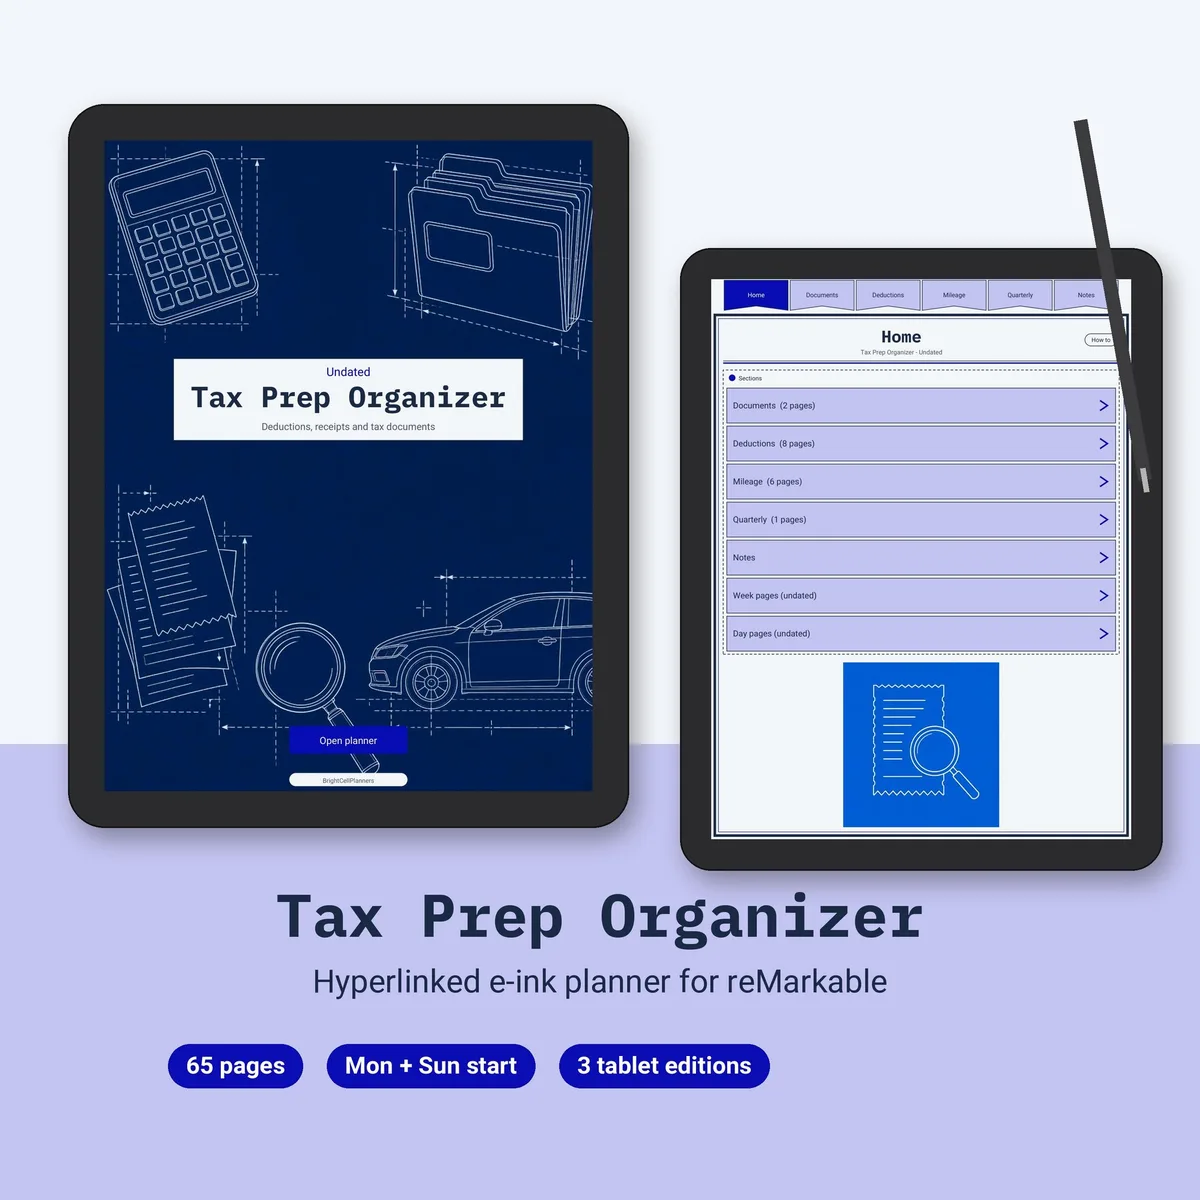 Undated
Tax Prep Organizer
Deductions, receipts and tax documents
Open planner
BrightCellPlanners
Home
Documents
Deductions
Mileage
Quarterly
Notes
Home
Tax Prep Organizer - Undated
How to
Sections
Documents (2 pages)
Deductions (8 pages)
Mileage (6 pages)
Quarterly (1 pages)
Notes
Week pages (undated)
Day pages (undated)
Tax Prep Organizer
Hyperlinked e-ink planner for reMarkable
65 pages
Mon + Sun start
3 tablet editions